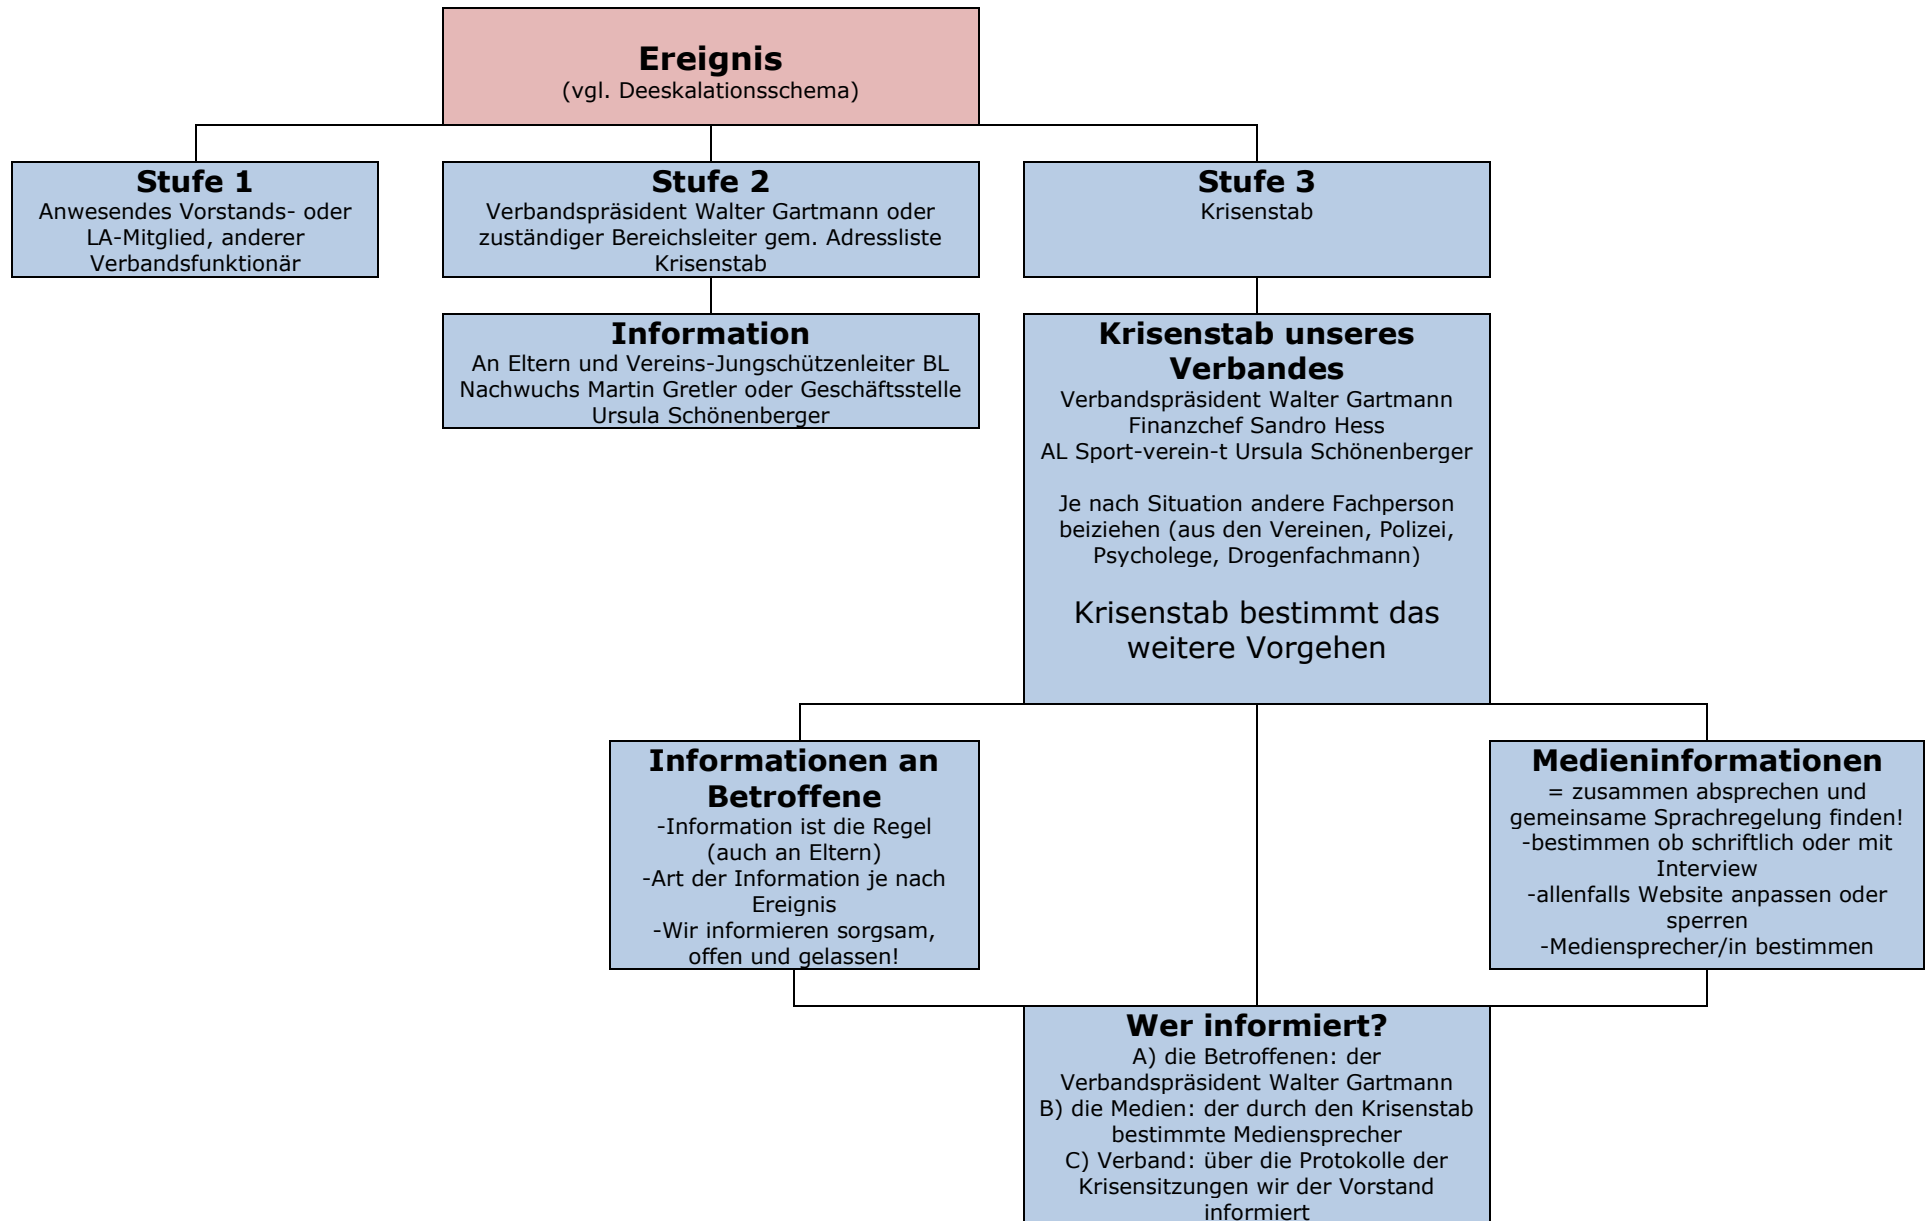 Ereignis
(vgl. Deeskalationsschema)
Stufe 1
Anwesendes Vorstands- oder
LA-Mitglied, anderer
Verbandsfunktionär
Stufe 2
Verbandspräsident Walter Gartmann oder
zuständiger Bereichsleiter gem. Adressliste
Krisenstab
Stufe 3
Krisenstab
Information
An Eltern und Vereins-Jungschützenleiter BL
Nachwuchs Martin Gretler oder Geschäftsstelle
Ursula Schönenberger
Krisenstab unseres
Verbandes
Verbandspräsident Walter Gartmann
Finanzchef Sandro Hess
AL Sport-verein-t Ursula Schönenberger
Je nach Situation andere Fachperson
beiziehen (aus den Vereinen, Polizei,
Psycholege, Drogenfachmann)
Krisenstab bestimmt das
weitere Vorgehen
Informationen an
Betroffene
-Information ist die Regel
(auch an Eltern)
-Art der Information je nach
Ereignis
-Wir informieren sorgsam,
offen und gelassen!
Medieninformationen
= zusammen absprechen und
gemeinsame Sprachregelung finden!
-bestimmen ob schriftlich oder mit
Interview
-allenfalls Website anpassen oder
sperren
-Mediensprecher/in bestimmen
Wer informiert?
A) die Betroffenen: der
Verbandspräsident Walter Gartmann
B) die Medien: der durch den Krisenstab
bestimmte Mediensprecher
C) Verband: über die Protokolle der
Krisensitzungen wir der Vorstand
informiert